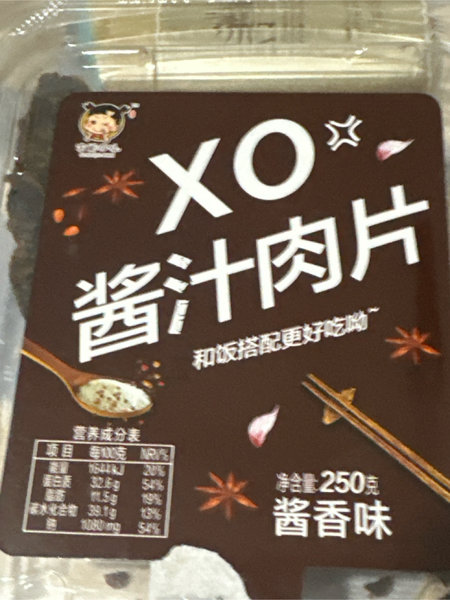 XO
酱汁肉片
和饭搭配更好吃呦~
营养成分表
项目 每100克 NRV%
能量 1644kJ 20%
蛋白质 32.6g 54%
脂肪 11.5g 19%
碳水化合物 39.1g 13%
钠 1080mg 54%
净含量:250克
酱香味